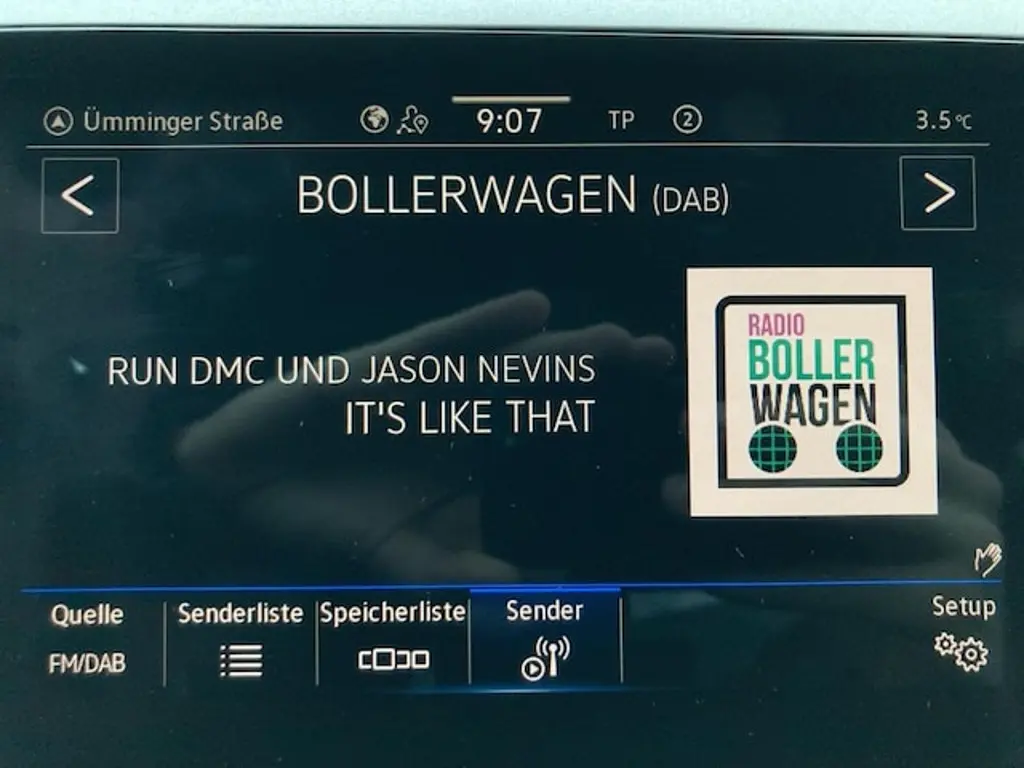 Ümminger Straße 9:07 TP 2 3.5°C
< BOLLERWAGEN (DAB) >
RUN DMC UND JASON NEVINS
IT'S LIKE THAT
RADIO
BOLLER
WAGEN
Quelle Senderliste Speicherliste Sender Setup
FM/DAB